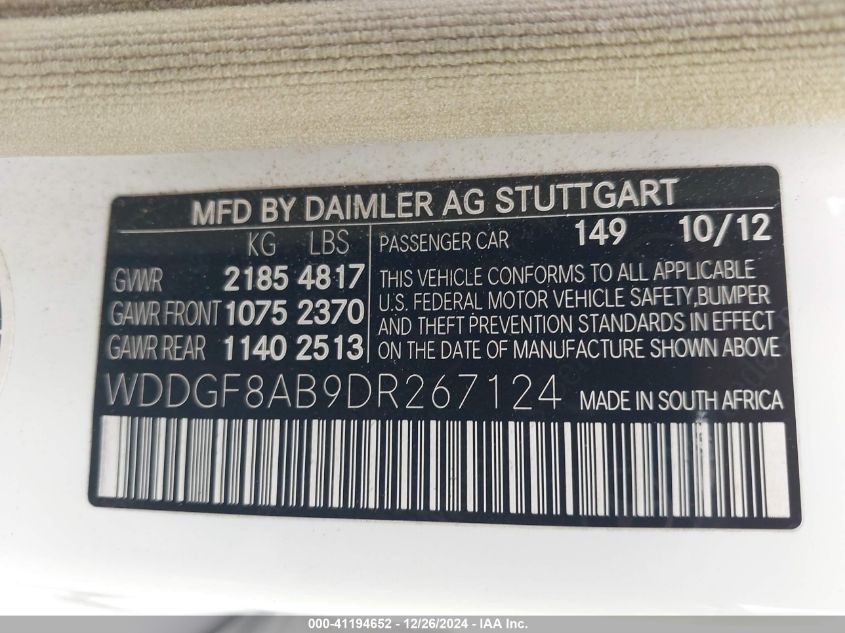 MFD BY DAIMLER AG STUTTGART
KG LBS
GVWR 2185 4817
GAWR FRONT 1075 2370
GAWR REAR 1140 2513
PASSENGER CAR 149 10/12
THIS VEHICLE CONFORMS TO ALL APPLICABLE
U.S. FEDERAL MOTOR VEHICLE SAFETY,BUMPER
AND THEFT PREVENTION STANDARDS IN EFFECT
ON THE DATE OF MANUFACTURE SHOWN ABOVE
WDDGF8AB9DR267124 MADE IN SOUTH AFRICA
000-41194652 - 12/26/2024 - IAA Inc.